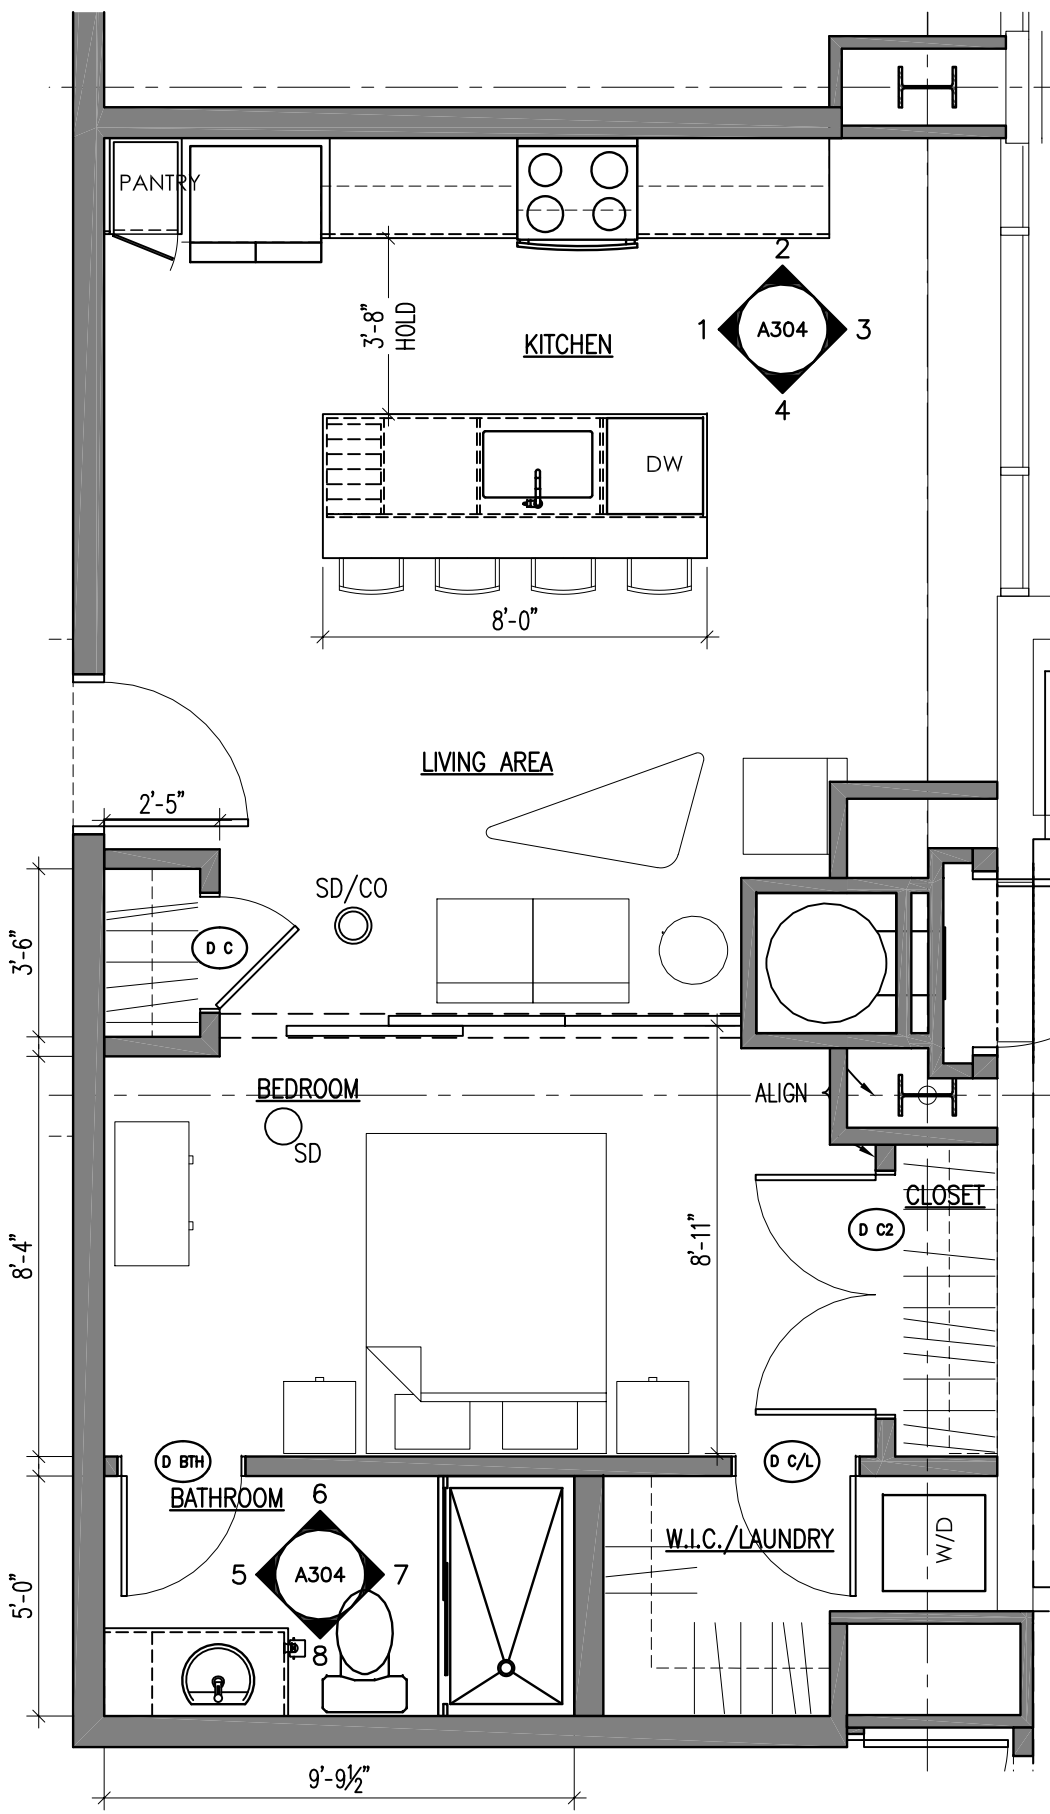 PANTRY
2
1
A304
3
4
3'-8"
HOLD
KITCHEN
DW
8'-0"
LIVING AREA
2'-5"
SD/CO
D C
3'-6"
BEDROOM
SD
ALIGN
CLOSET
D C2
8'-11"
8'-4"
D BTH
D C/L
BATHROOM
6
5
A304
7
8
W.I.C./LAUNDRY
W/D
5'-0"
9'-9½"